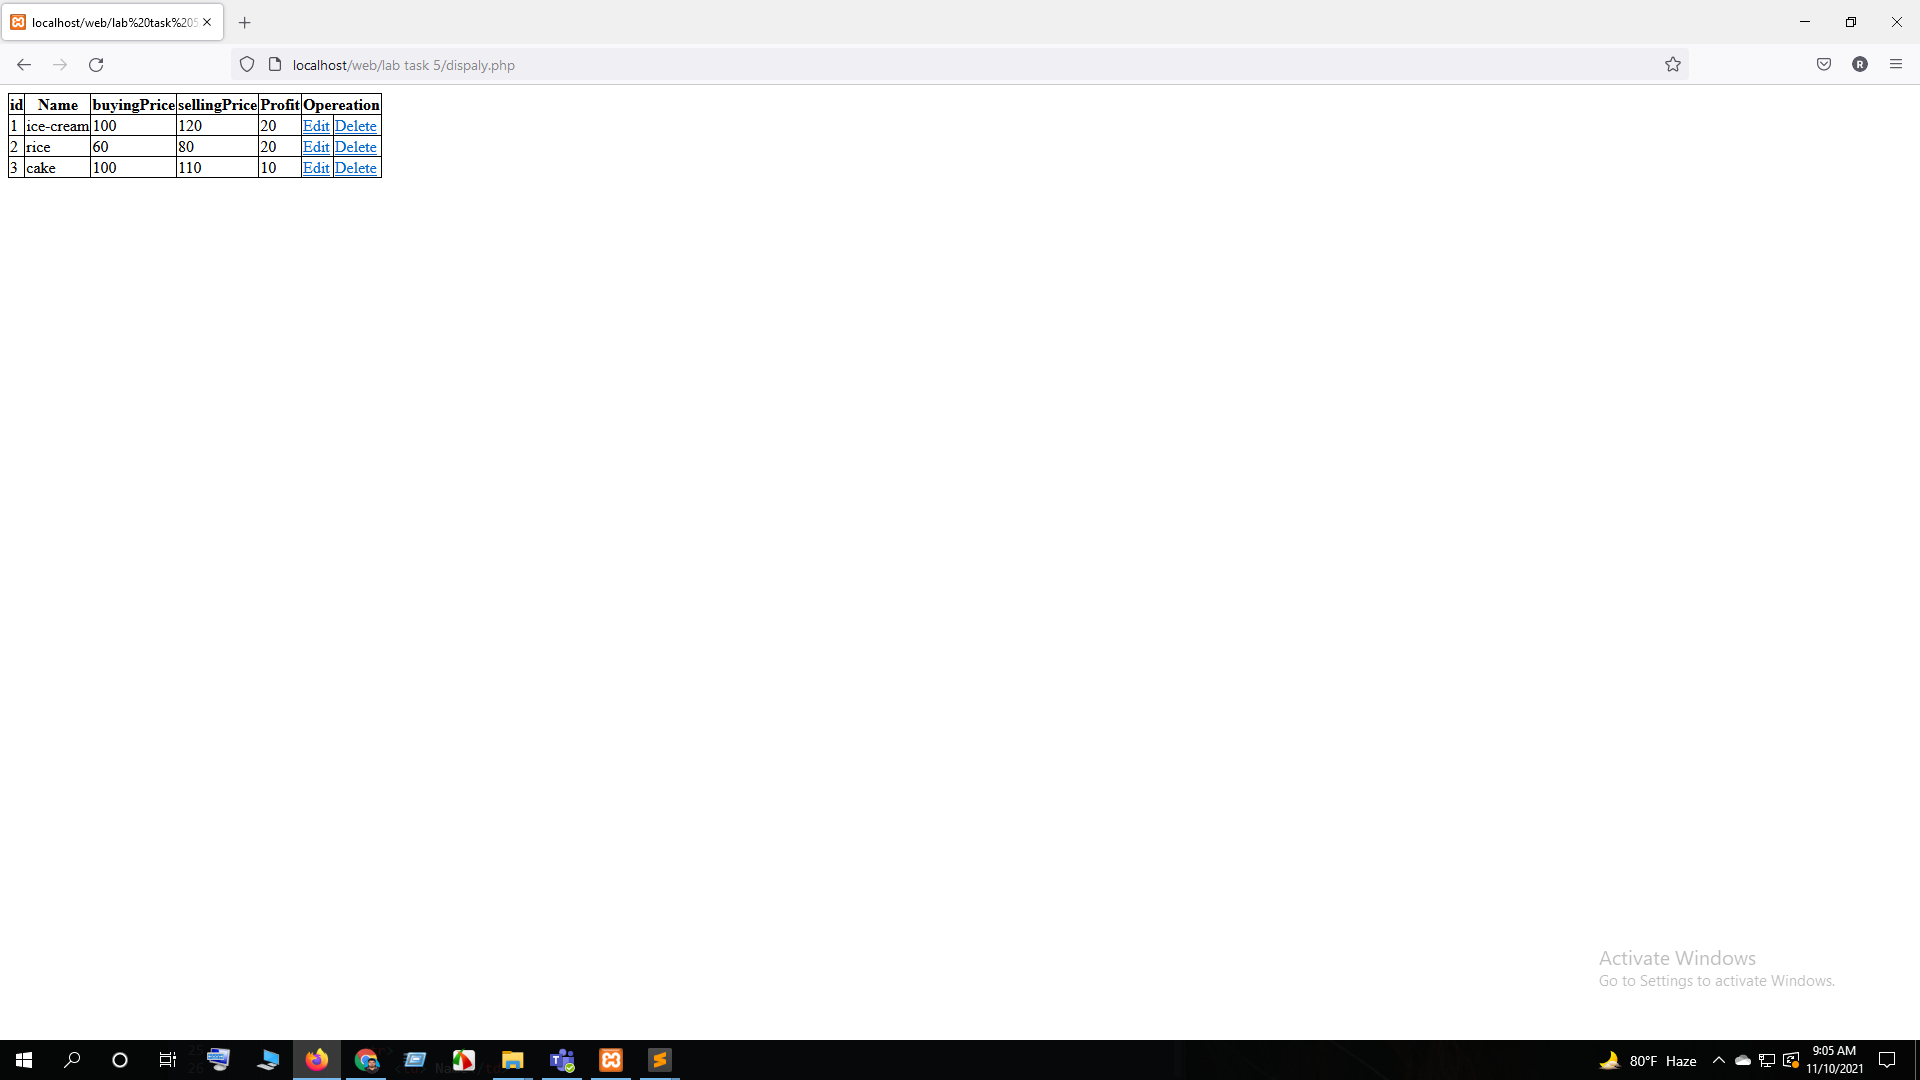 localhost/web/lab%20task%205
localhost/web/lab task 5/dispaly.php
id Name buyingPrice sellingPrice Profit Opereation
1 ice-cream 100 120 20 Edit Delete
2 rice 60 80 20 Edit Delete
3 cake 100 110 10 Edit Delete
Activate Windows
Go to Settings to activate Windows.
80°F Haze
9:05 AM
11/10/2021